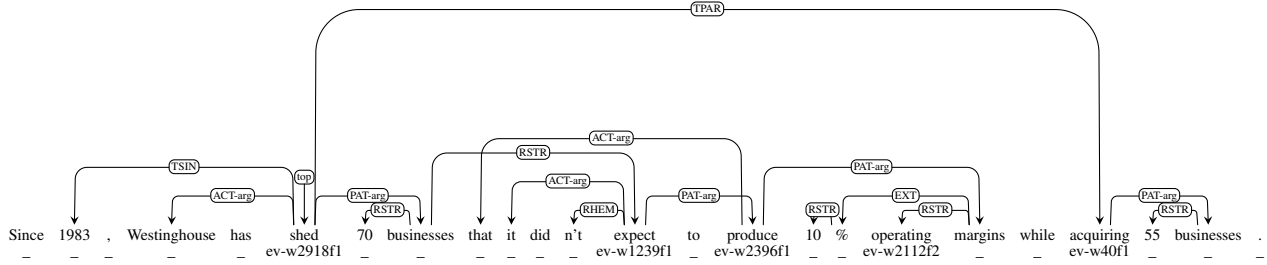 TPAR
ACT-arg
TSIN RSTR PAT-arg
top ACT-arg
ACT-arg PAT-arg PAT-arg EXT PAT-arg
RSTR RHEM RSTR RSTR RSTR
Since 1983 , Westinghouse has shed 70 businesses that it did n't expect to produce 10 % operating margins while acquiring 55 businesses .
_ _ _ _ _ ev-w2918f1 _ _ _ _ _ _ ev-w1239f1 _ ev-w2396f1 _ _ ev-w2112f2 _ _ ev-w40f1 _ _ _